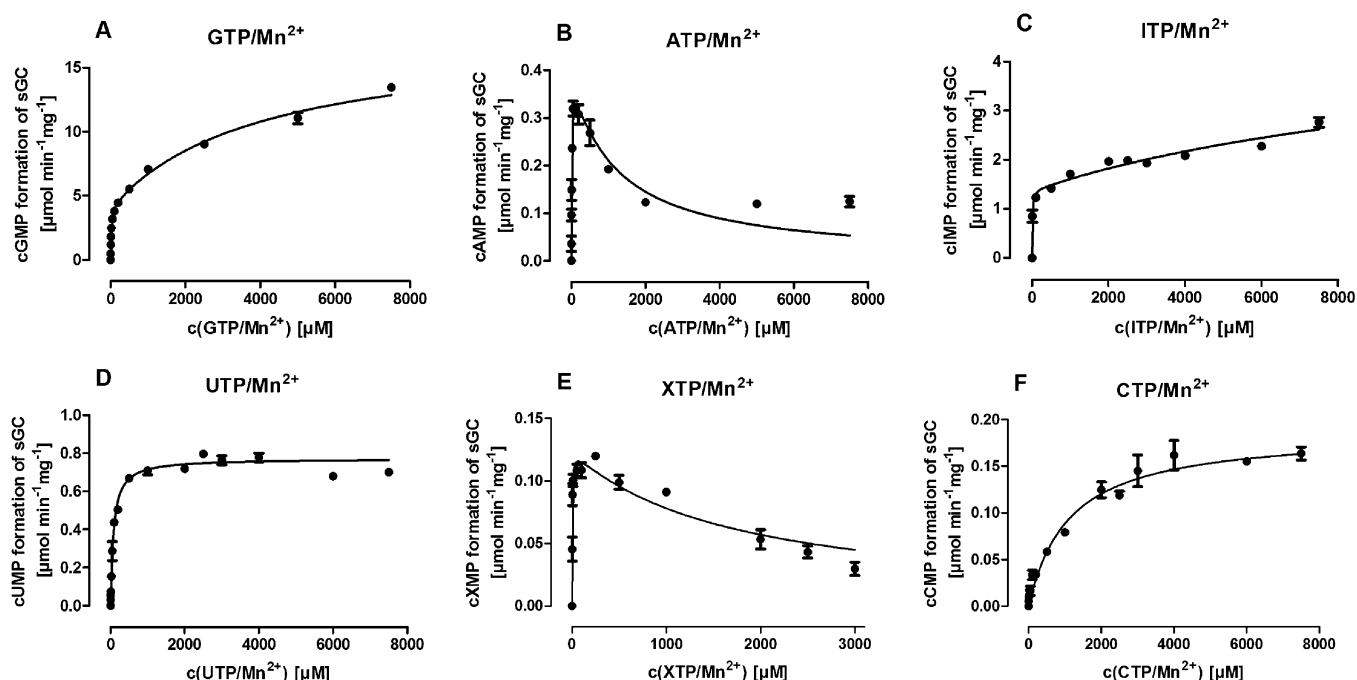 A
GTP/Mn²⁺
cGMP formation of sGC
[µmol min⁻¹mg⁻¹]
15
10
5
0
0 2000 4000 6000 8000
c(GTP/Mn²⁺) [µM]
B
ATP/Mn²⁺
cAMP formation of sGC
[µmol min⁻¹mg⁻¹]
0.4
0.3
0.2
0.1
0.0
0 2000 4000 6000 8000
c(ATP/Mn²⁺) [µM]
C
ITP/Mn²⁺
cIMP formation of sGC
[µmol min⁻¹mg⁻¹]
4
3
2
1
0
0 2000 4000 6000 8000
c(ITP/Mn²⁺) [µM]
D
UTP/Mn²⁺
cUMP formation of sGC
[µmol min⁻¹mg⁻¹]
1.0
0.8
0.6
0.4
0.2
0.0
0 2000 4000 6000 8000
c(UTP/Mn²⁺) [µM]
E
XTP/Mn²⁺
cXMP formation of sGC
[µmol min⁻¹mg⁻¹]
0.15
0.10
0.05
0.00
0 1000 2000 3000
c(XTP/Mn²⁺) [µM]
F
CTP/Mn²⁺
cCMP formation of sGC
[µmol min⁻¹mg⁻¹]
0.20
0.15
0.10
0.05
0.00
0 2000 4000 6000 8000
c(CTP/Mn²⁺) [µM]